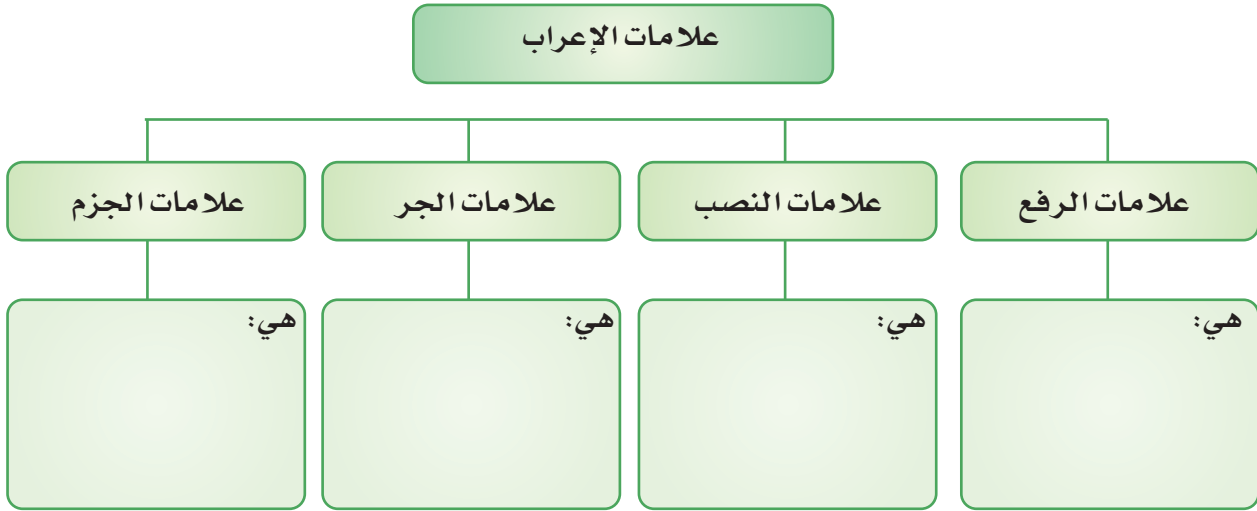 علامات الإعراب
علامات الرفع
علامات النصب
علامات الجر
علامات الجزم
هي:
هي:
هي:
هي: